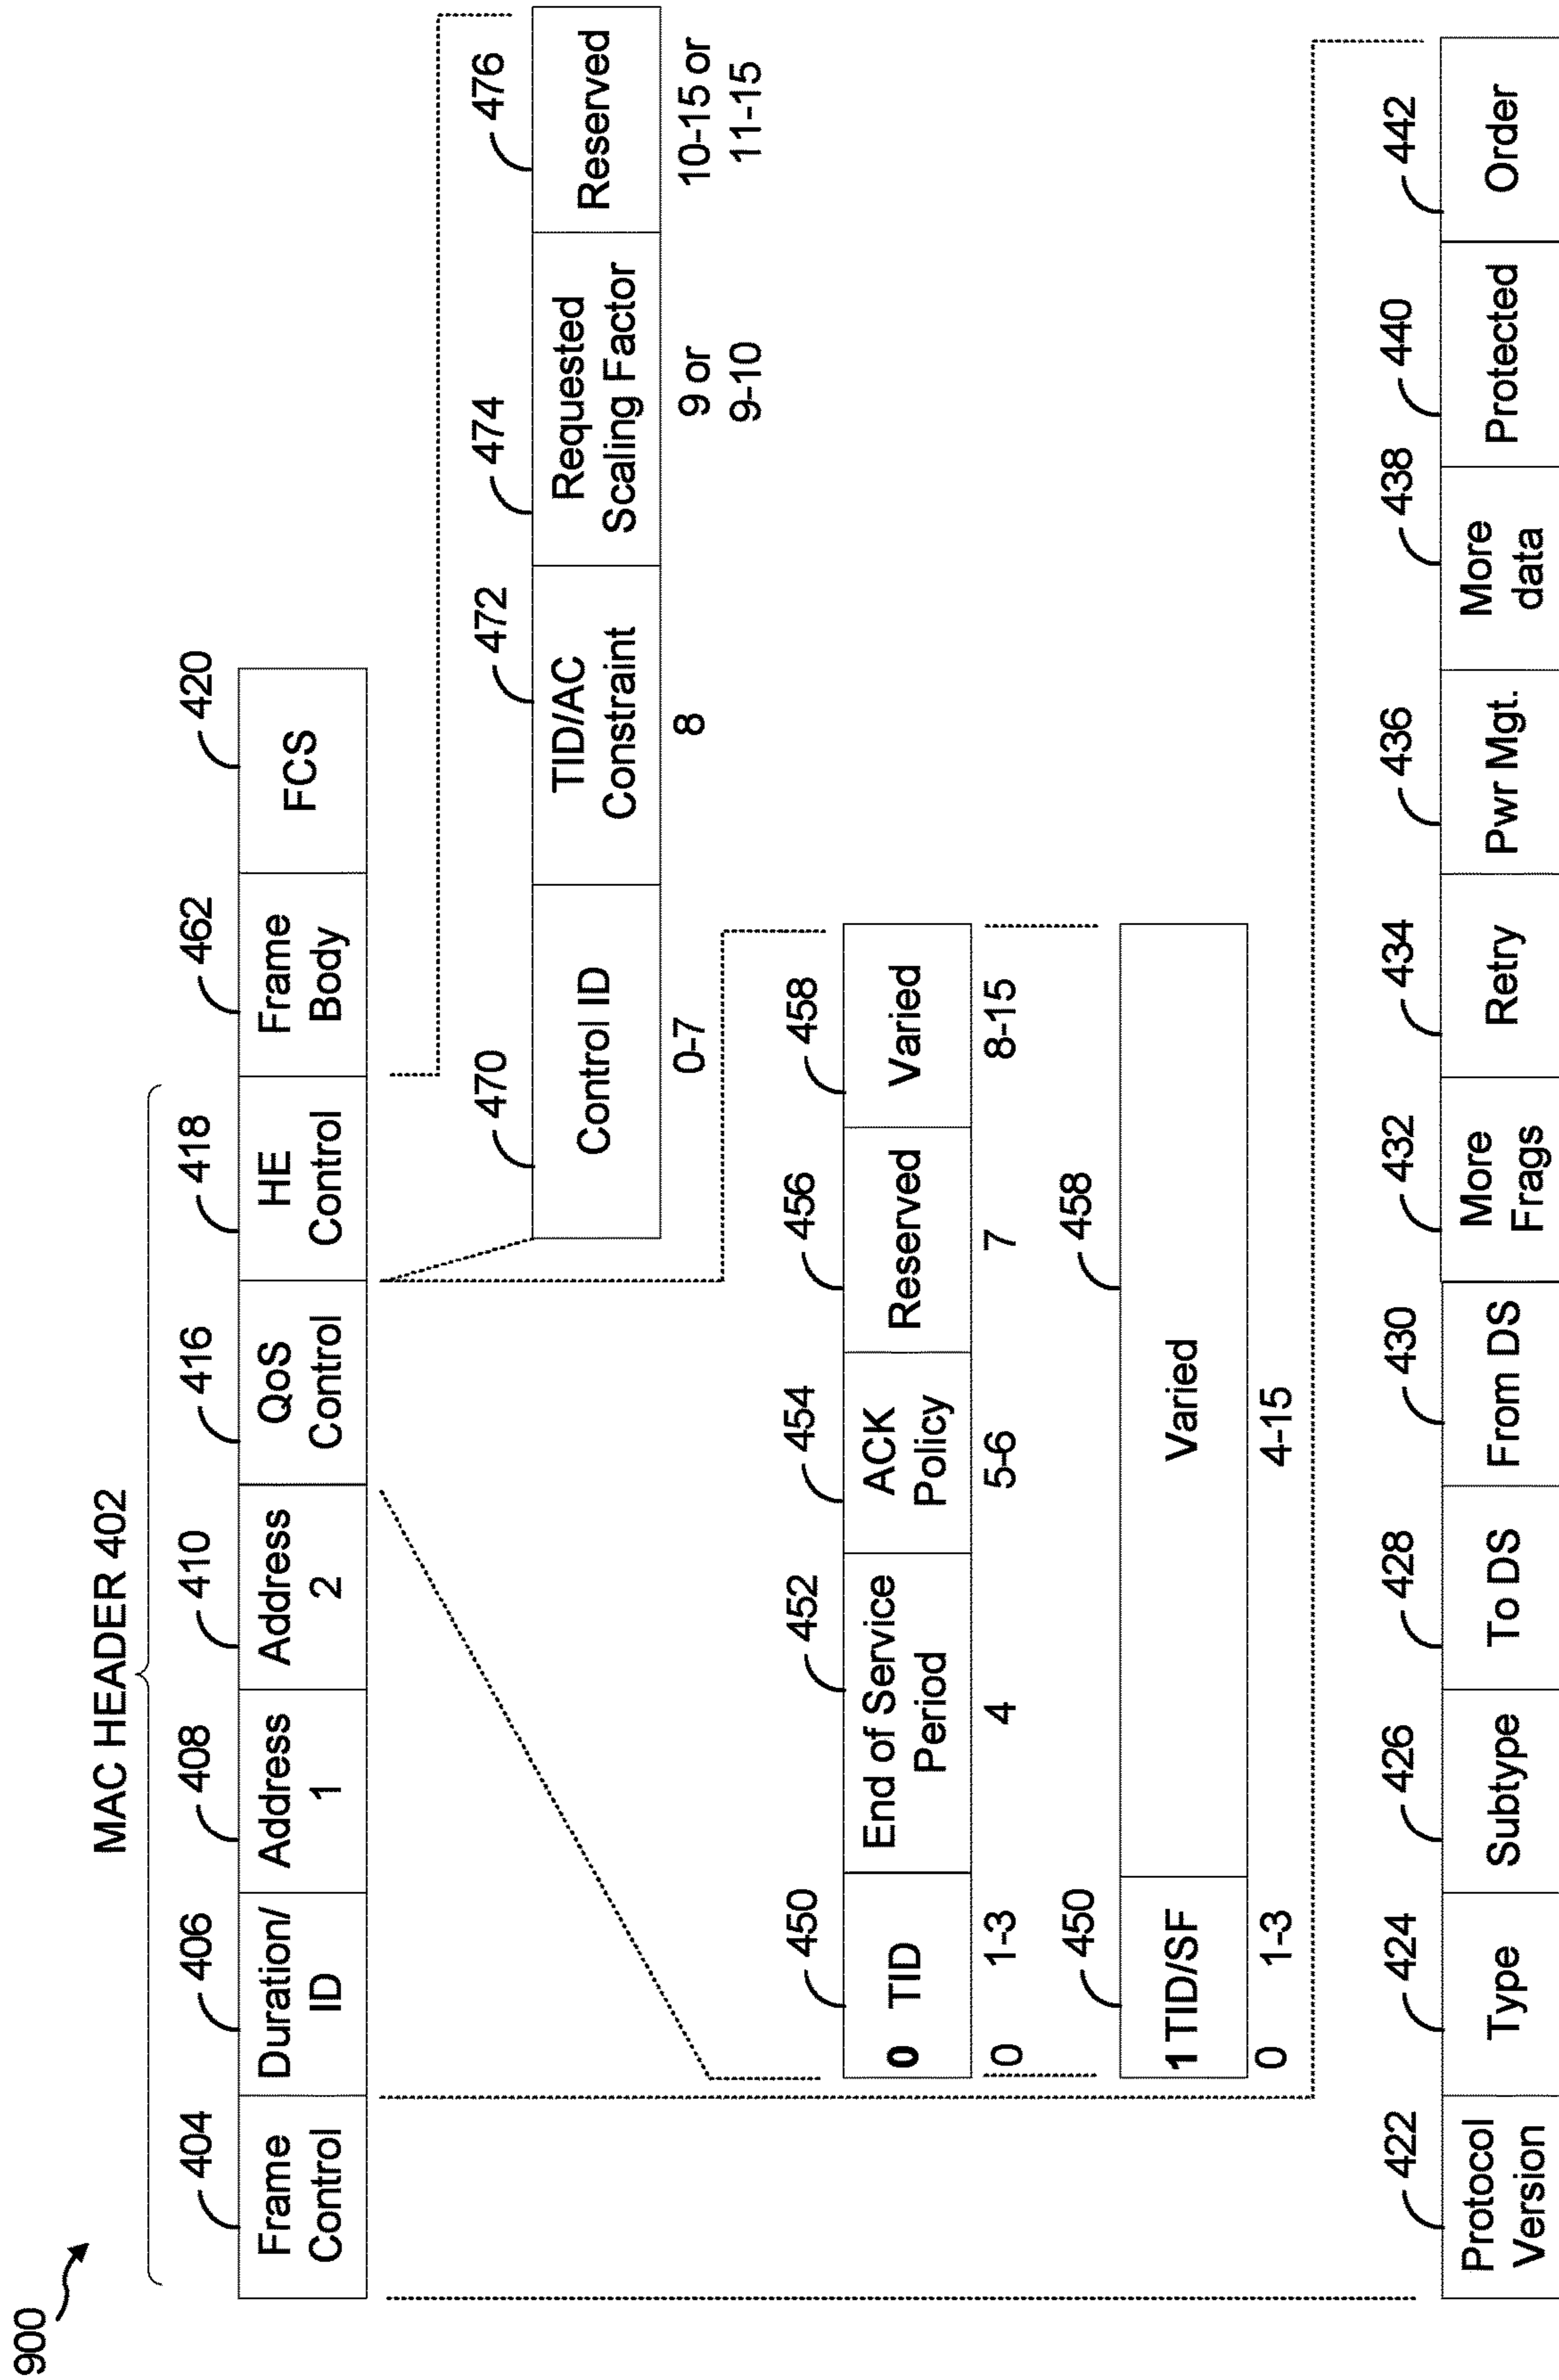 900
MAC HEADER 402
404
406
408
410
416
418
462
420
Frame
Control
Duration/
ID
Address
1
Address
2
QoS
Control
HE
Control
Frame
Body
FCS
470
472
474
476
Control ID
TID/AC
Constraint
Requested
Scaling Factor
Reserved
0-7
8
9 or
9-10
10-15 or
11-15
450
452
454
456
458
0 TID
End of Service
Period
ACK
Policy
Reserved
Varied
0
1-3
4
5-6
7
8-15
450
458
1 TID/SF
Varied
0
1-3
4-15
422
424
426
428
430
432
434
436
438
440
442
Protocol
Version
Type
Subtype
To DS
From DS
More
Frags
Retry
Pwr Mgt.
More
data
Protected
Order